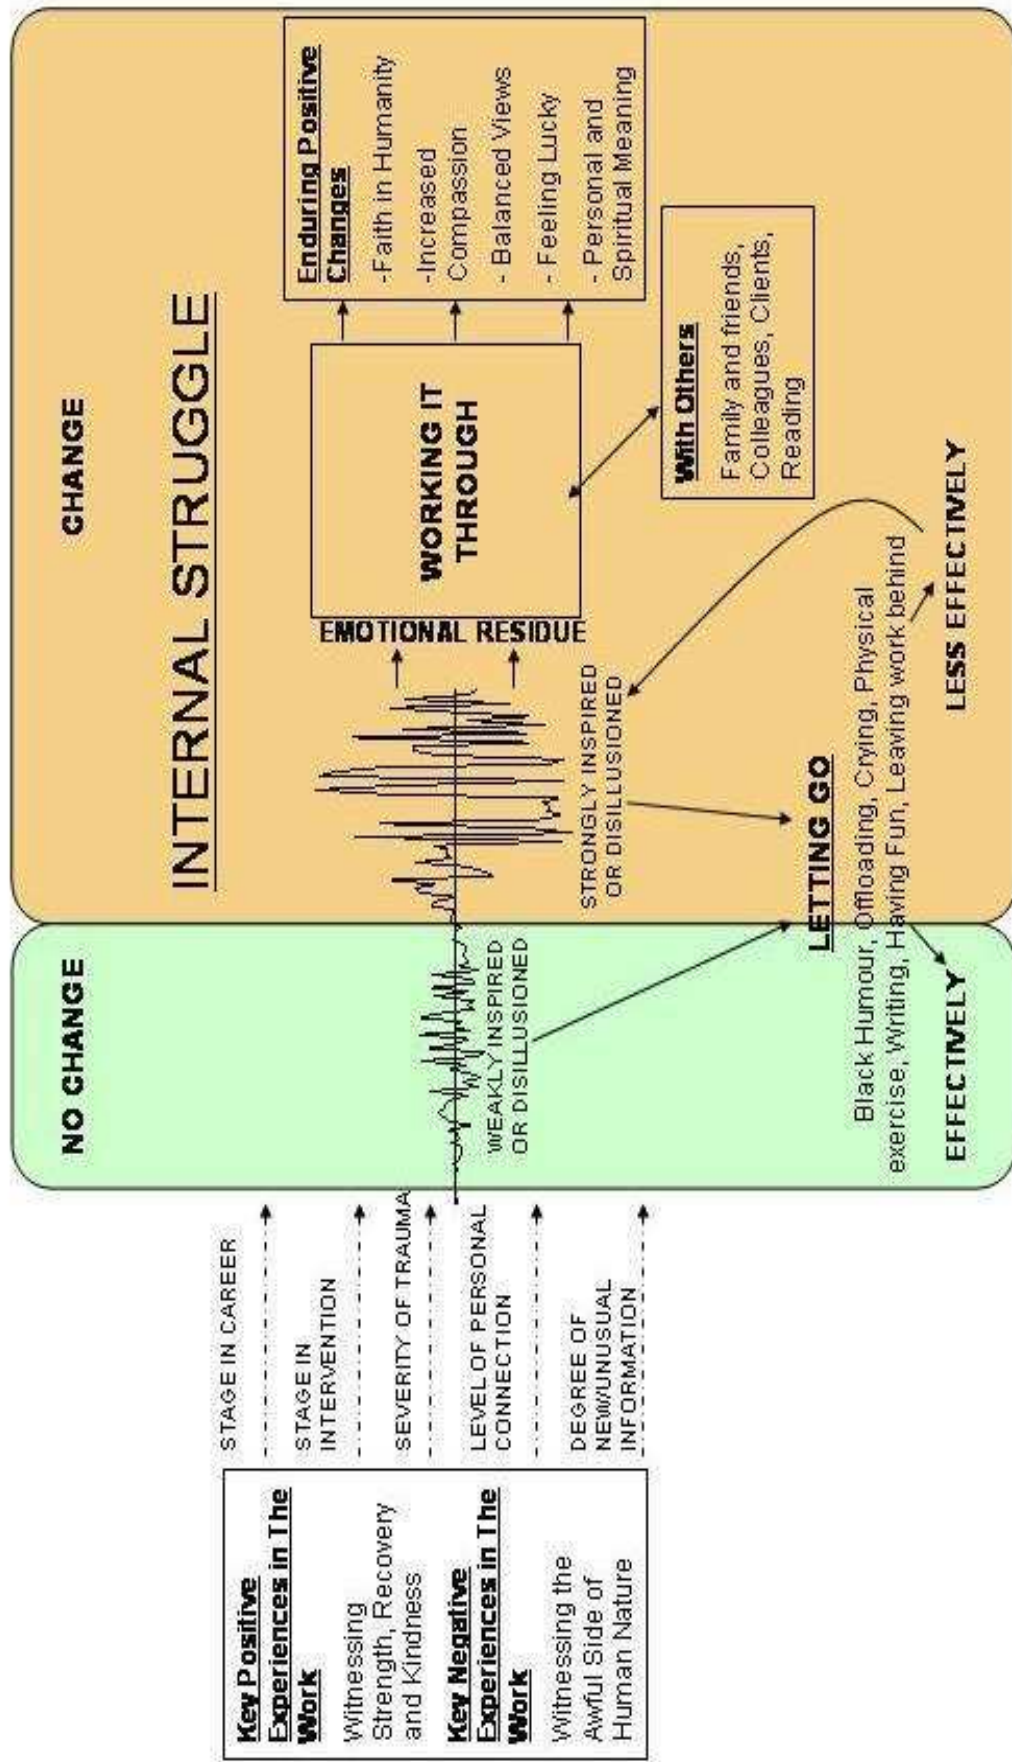 NO CHANGE
CHANGE
INTERNAL STRUGGLE
Key Positive
Experiences in The
Work
Witnessing
Strength, Recovery
and Kindness
Key Negative
Experiences in The
Work
Witnessing the
Awful Side of
Human Nature
STAGE IN CAREER
STAGE IN
INTERVENTION
SEVERITY OF TRAUMA
LEVEL OF PERSONAL
CONNECTION
DEGREE OF
NEW/UNUSUAL
INFORMATION
WEAKLY INSPIRED
OR DISILLUSIONED
STRONGLY INSPIRED
OR DISILLUSIONED
EMOTIONAL RESIDUE
WORKING IT
THROUGH
Enduring Positive
Changes
-Faith in Humanity
-Increased
Compassion
- Balanced Views
- Feeling Lucky
- Personal and
Spiritual Meaning
With Others
Family and friends,
Colleagues, Clients,
Reading
LETTING GO
Black Humour, Offloading, Crying, Physical
exercise, Writing, Having Fun, Leaving work behind
EFFECTIVELY
LESS EFFECTIVELY